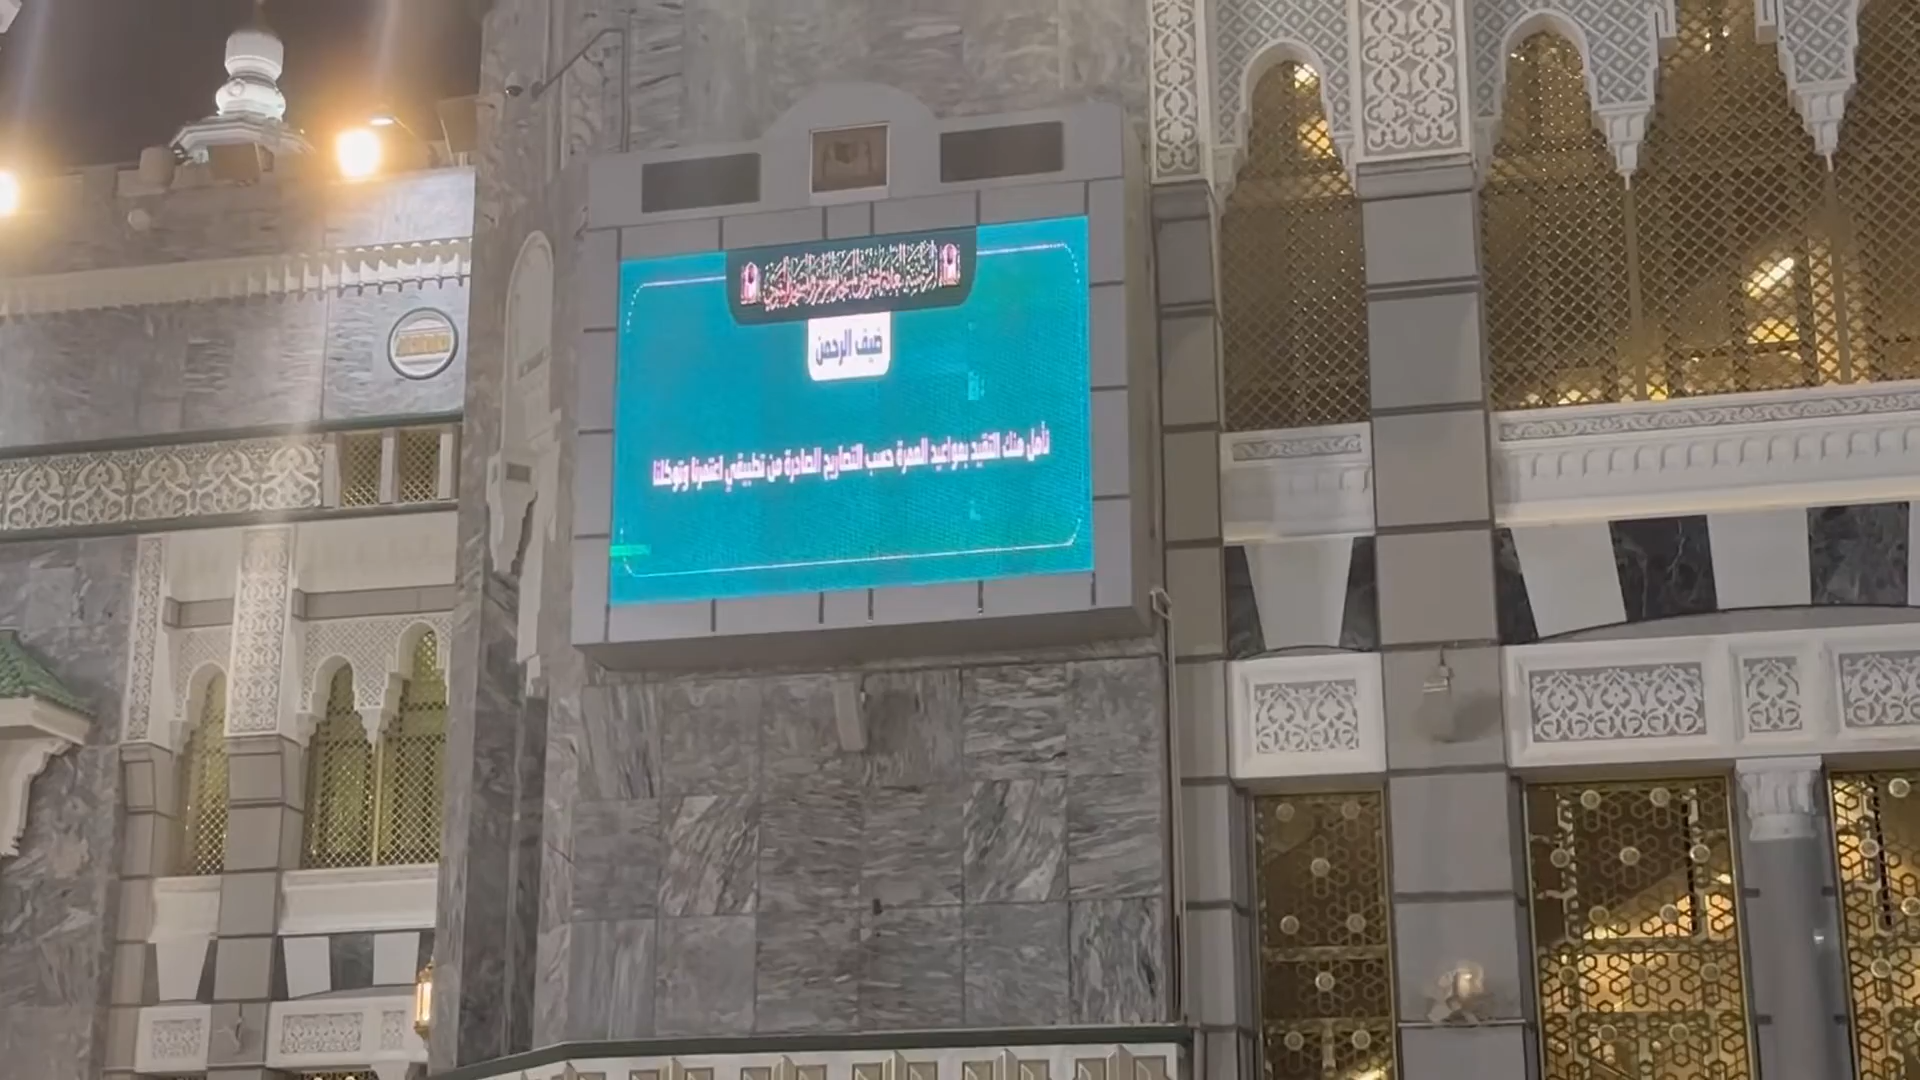 ضيف الرحمن
نأمل منك التقيد بمواعيد العمرة حسب التصاريح الصادرة من تطبيقي اعتمرنا وتوكلنا